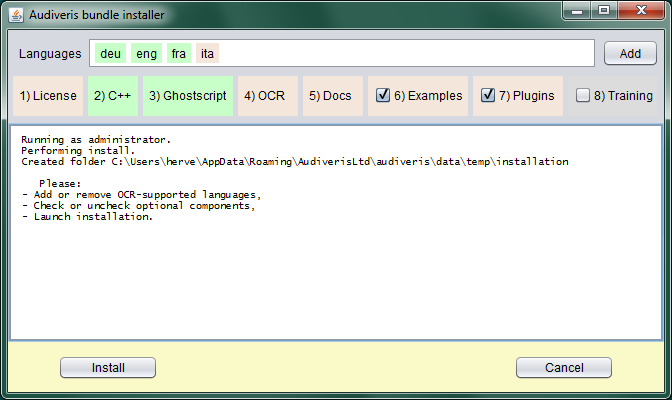 Audiveris bundle installer
Languages deu eng fra ita Add
1) License 2) C++ 3) Ghostscript 4) OCR 5) Docs 6) Examples 7) Plugins 8) Training
Running as administrator.
Performing install.
Created folder C:\Users\herve\AppData\Roaming\AudiverisLtd\audiveris\data\temp\installation
Please:
- Add or remove OCR-supported languages,
- Check or uncheck optional components,
- Launch installation.
Install Cancel